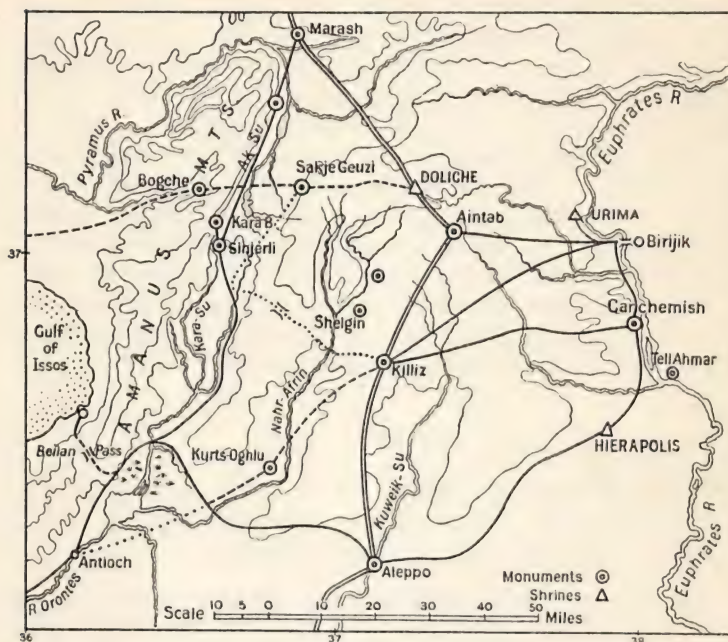 Marash
Pyramus R.
MTS
Ak-Su
Euphrates R
Bogche
Sakje Geuzi
DOLICHE
Kara B.
Aintab
URIMA
Birijik
37
Sinjerli
AMANUS
Gulf
of
Issos
Kara-Su
Shelgin
Carchemish
Killiz
Tell Ahmar
Nahr-Afrin
Beilan Pass
Kurts-Oghlu
HIERAPOLIS
Kuweik-Su
Antioch
Aleppo
Euphrates R
R Orontes
Monuments
Shrines
Scale 10 5 0 10 20 30 40 50
Miles
36 37 38